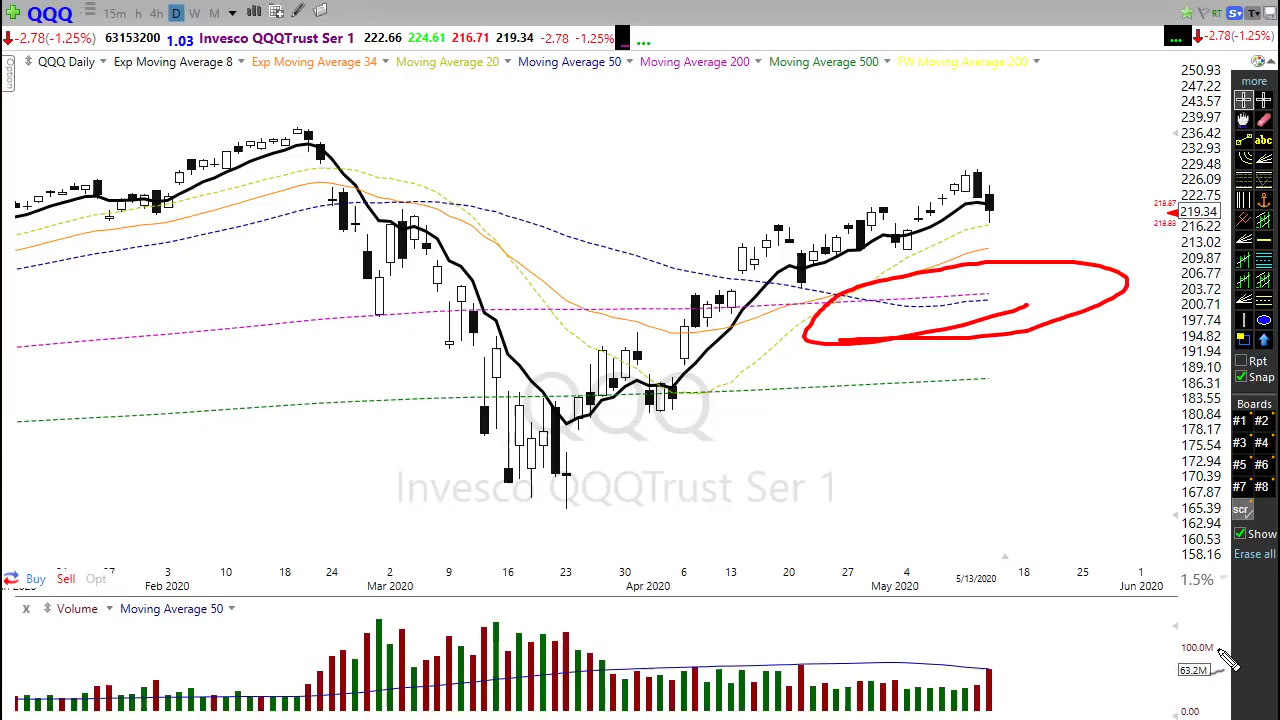 QQQ 15m h 4h D W M RT S T
-2.78(-1.25%) 63153200 1.03 Invesco QQQTrust Ser 1 222.66 224.61 216.71 219.34 -2.78 -1.25% ... ... -2.78(-1.25%)
Option
QQQ Daily Exp Moving Average 8 Exp Moving Average 34 Moving Average 20 Moving Average 50 Moving Average 200 Moving Average 500 FW Moving Average 200
250.93
247.22
243.57
239.97
236.42
232.93
229.48
226.09
222.75
218.87
219.34
218.83
216.22
213.02
209.87
206.77
203.72
200.71
197.74
194.82
191.94
189.10
186.31
183.55
180.84
178.17
175.54
172.94
170.39
167.87
165.39
162.94
160.53
158.16
more
abc
Rpt
Snap
Boards
#1 #2
#3 #4
#5 #6
#7 #8
scr
Show
Erase all
QQQ
Invesco QQQTrust Ser 1
27 3 10 18 24 2 9 16 23 30 6 13 20 27 4 18 25 1
Buy Sell Opt Feb 2020 Mar 2020 Apr 2020 May 2020 5/13/2020 Jun 2020 1.5%
x Volume Moving Average 50
100.0M
63.2M
0.00